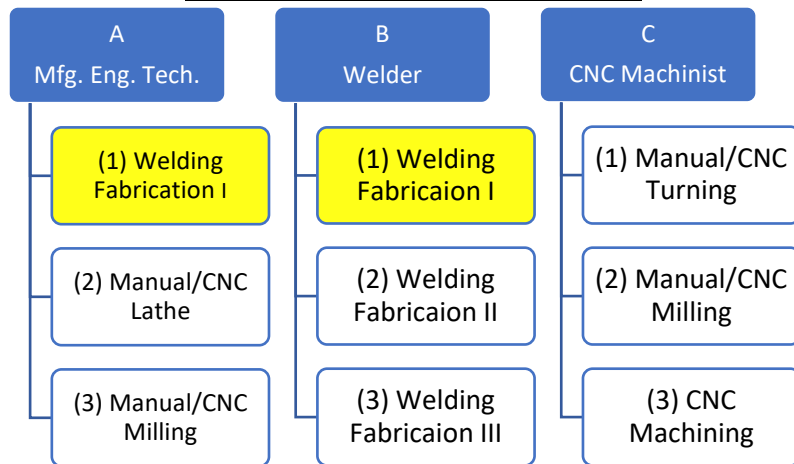 A
Mfg. Eng. Tech.
(1) Welding
Fabrication I
(2) Manual/CNC
Lathe
(3) Manual/CNC
Milling
B
Welder
(1) Welding
Fabricaion I
(2) Welding
Fabricaion II
(3) Welding
Fabricaion III
C
CNC Machinist
(1) Manual/CNC
Turning
(2) Manual/CNC
Milling
(3) CNC
Machining